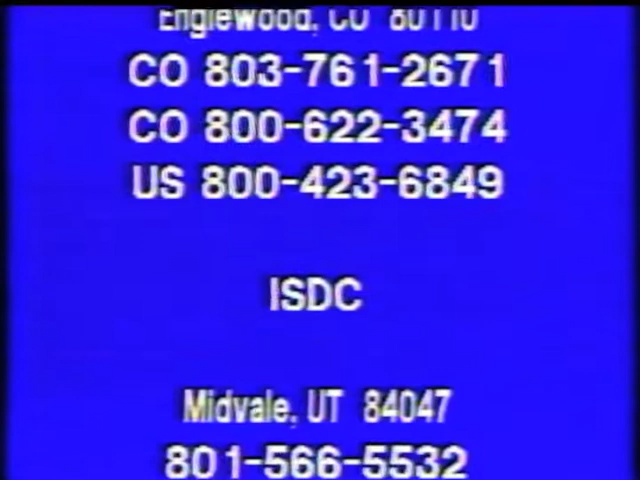 Englewood, CO 80110
CO 803-761-2671
CO 800-622-3474
US 800-423-6849
ISDC
Midvale, UT 84047
801-566-5532